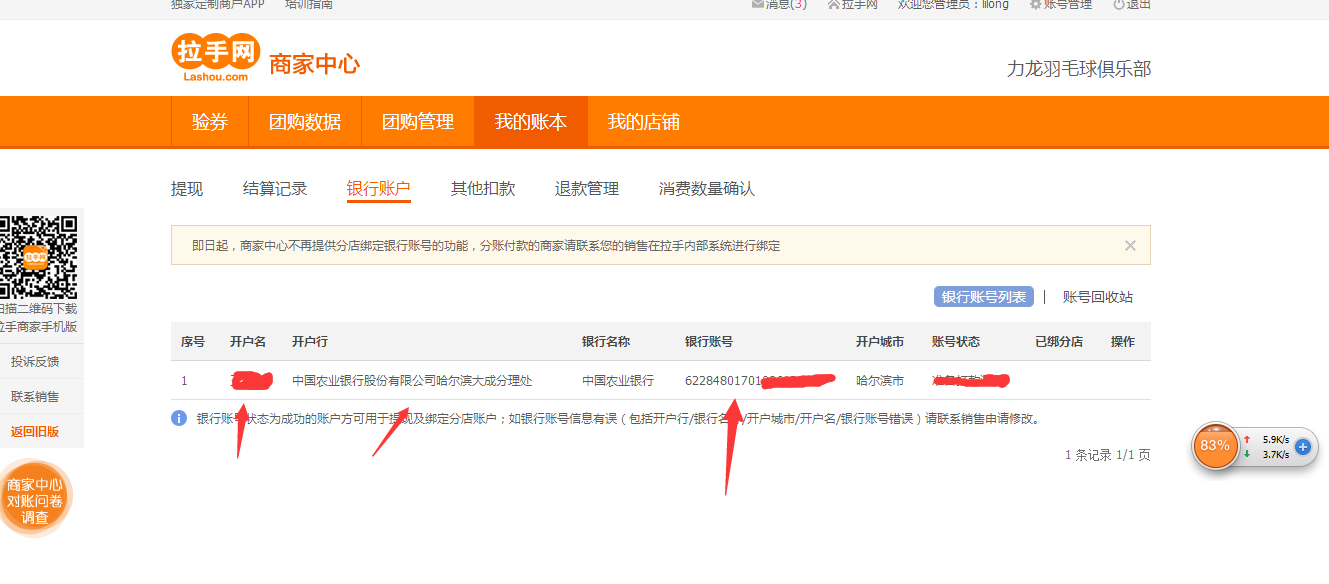 独家定制商户APP 培训指南 消息(3) 拉手网 欢迎您管理员：lilong 账号管理 退出
拉手网
Lashou.com
商家中心
力龙羽毛球俱乐部
验券 团购数据 团购管理 我的账本 我的店铺
提现 结算记录 银行账户 其他扣款 退款管理 消费数量确认
即日起，商家中心不再提供分店绑定银行账号的功能，分账付款的商家请联系您的销售在拉手内部系统进行绑定
拉手网
扫描二维码下载
拉手商家手机版
投诉反馈
联系销售
返回旧版
商家中心
对账问卷
调查
银行账号列表 | 账号回收站
序号 开户名 开户行 银行名称 银行账号 开户城市 账号状态 已绑分店 操作
1 中国农业银行股份有限公司哈尔滨大成分理处 中国农业银行 62284801701 哈尔滨市
银行账号状态为成功的账户方可用于提现及绑定分店账户；如银行账号信息有误（包括开户行/银行名称/开户城市/开户名/银行账号错误）请联系销售申请修改。
1 条记录 1/1 页
83%
5.9K/s
3.7K/s